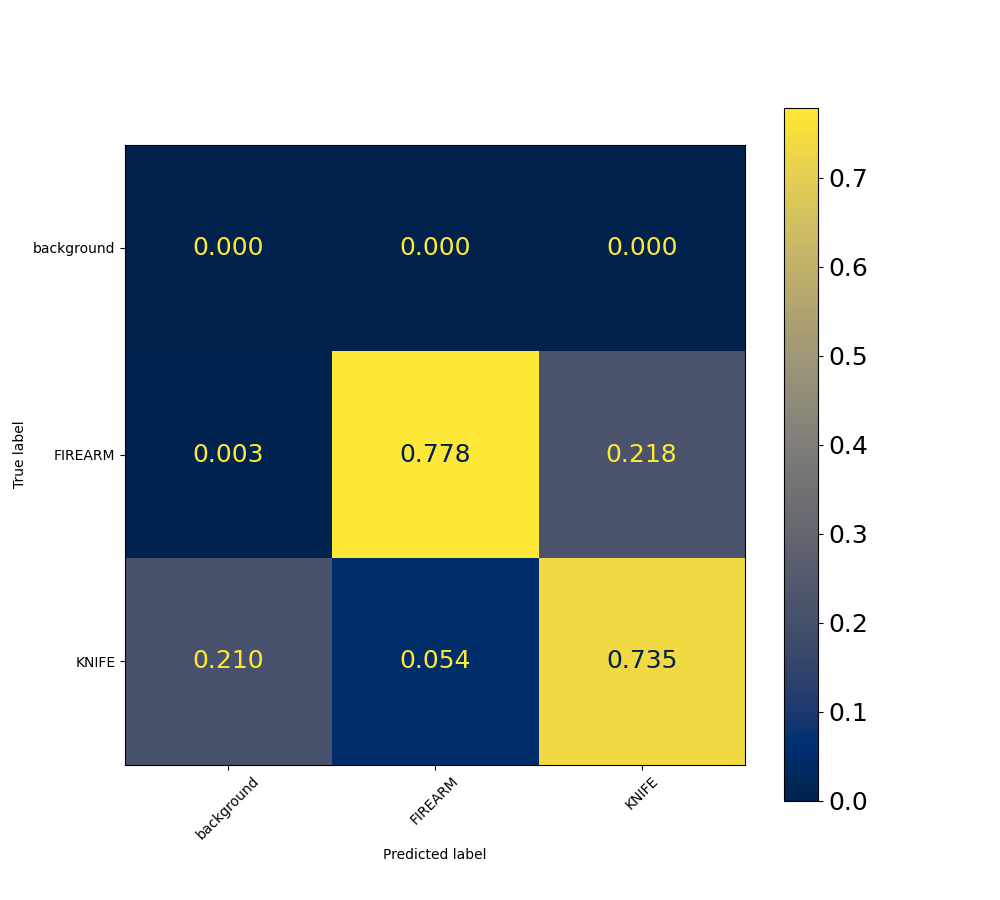 background 0.000 0.000 0.000
FIREARM 0.003 0.778 0.218
KNIFE 0.210 0.054 0.735
background FIREARM KNIFE
Predicted label
True label
0.7
0.6
0.5
0.4
0.3
0.2
0.1
0.0